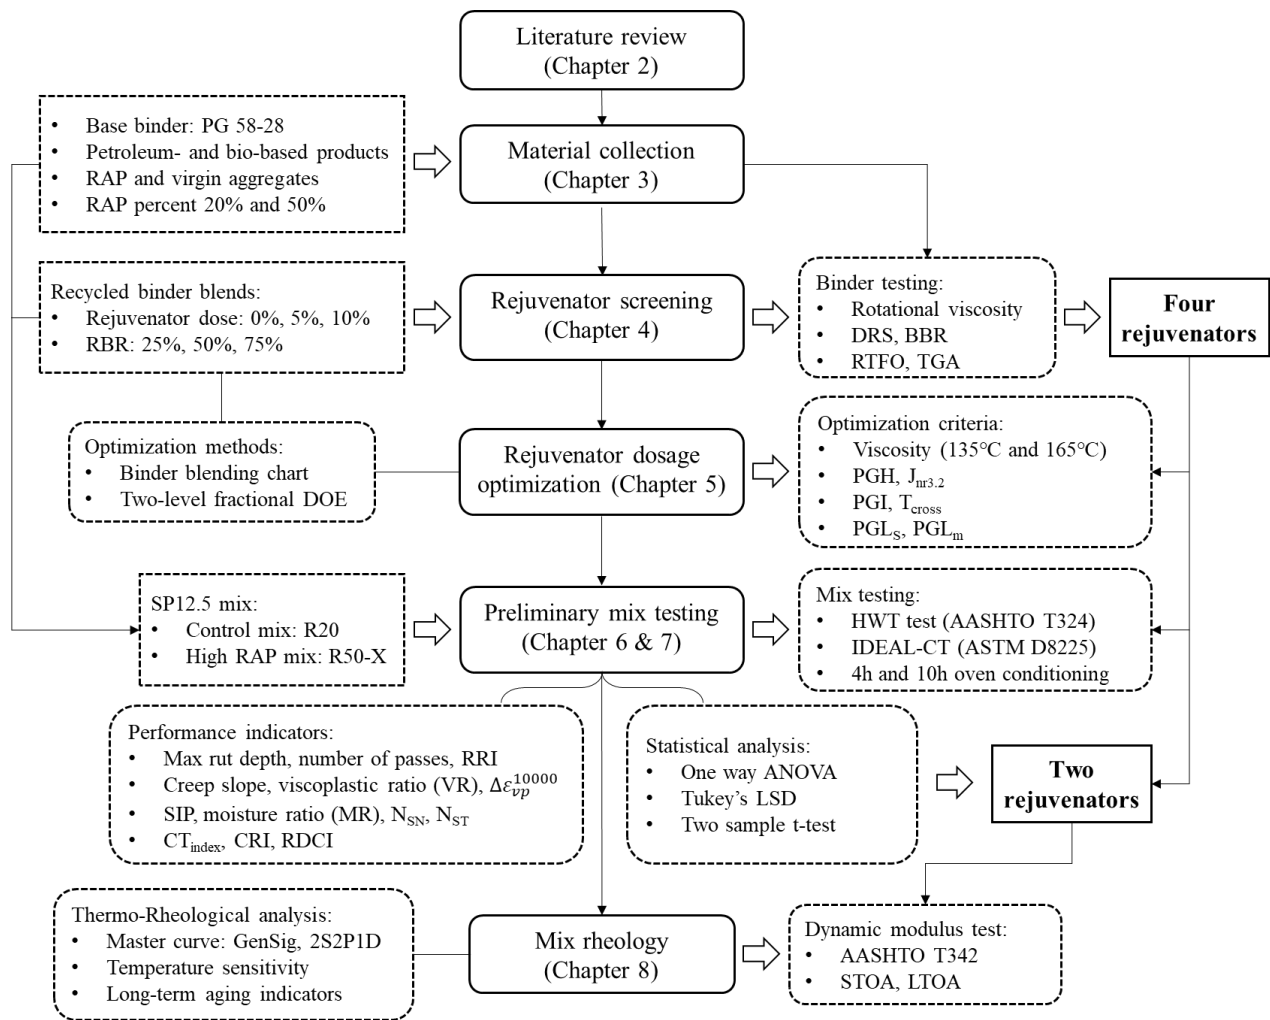 Literature review
(Chapter 2)
• Base binder: PG 58-28
• Petroleum- and bio-based products
• RAP and virgin aggregates
• RAP percent 20% and 50%
Material collection
(Chapter 3)
Recycled binder blends:
• Rejuvenator dose: 0%, 5%, 10%
• RBR: 25%, 50%, 75%
Rejuvenator screening
(Chapter 4)
Binder testing:
• Rotational viscosity
• DRS, BBR
• RTFO, TGA
Four
rejuvenators
Optimization methods:
• Binder blending chart
• Two-level fractional DOE
Rejuvenator dosage
optimization (Chapter 5)
Optimization criteria:
• Viscosity (135℃ and 165℃)
• PGH, Jnr3.2
• PGI, Tcross
• PGLS, PGLm
SP12.5 mix:
• Control mix: R20
• High RAP mix: R50-X
Preliminary mix testing
(Chapter 6 & 7)
Mix testing:
• HWT test (AASHTO T324)
• IDEAL-CT (ASTM D8225)
• 4h and 10h oven conditioning
Performance indicators:
• Max rut depth, number of passes, RRI
• Creep slope, viscoplastic ratio (VR), Δε_vp^10000
• SIP, moisture ratio (MR), NSN, NST
• CTindex, CRI, RDCI
Statistical analysis:
• One way ANOVA
• Tukey's LSD
• Two sample t-test
Two
rejuvenators
Thermo-Rheological analysis:
• Master curve: GenSig, 2S2P1D
• Temperature sensitivity
• Long-term aging indicators
Mix rheology
(Chapter 8)
Dynamic modulus test:
• AASHTO T342
• STOA, LTOA